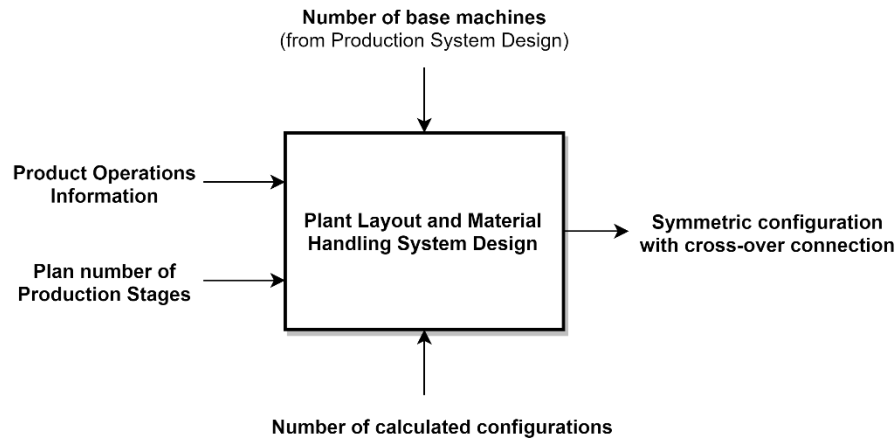 Number of base machines
(from Production System Design)
Product Operations
Information
Plan number of
Production Stages
Plant Layout and Material
Handling System Design
Symmetric configuration
with cross-over connection
Number of calculated configurations